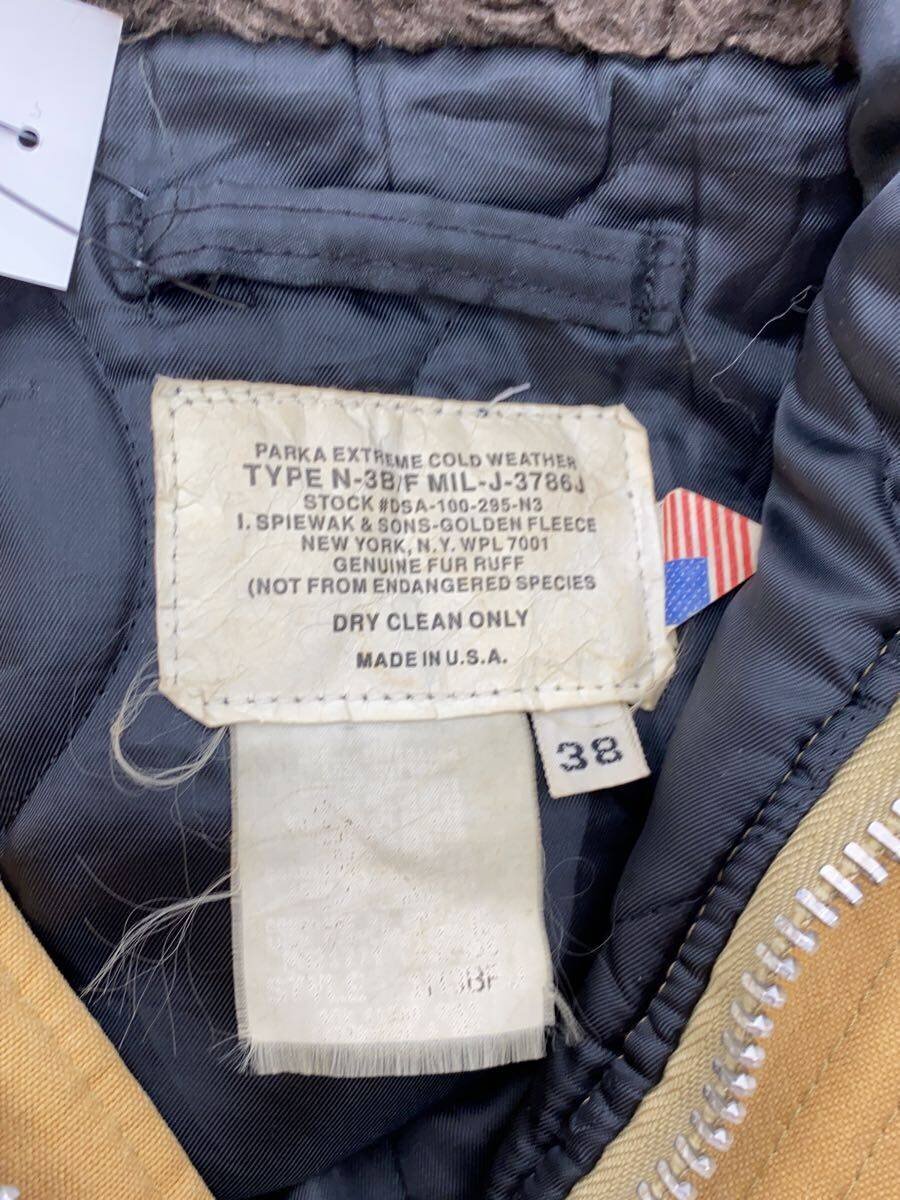 PARKA EXTREME COLD WEATHER
TYPE N-3B/F MIL-J-3786J
STOCK #DSA-100-295-N3
I. SPIEWAK & SONS-GOLDEN FLEECE
NEW YORK, N.Y. WPL 7001
GENUINE FUR RUFF
(NOT FROM ENDANGERED SPECIES
DRY CLEAN ONLY
MADE IN U.S.A.
38